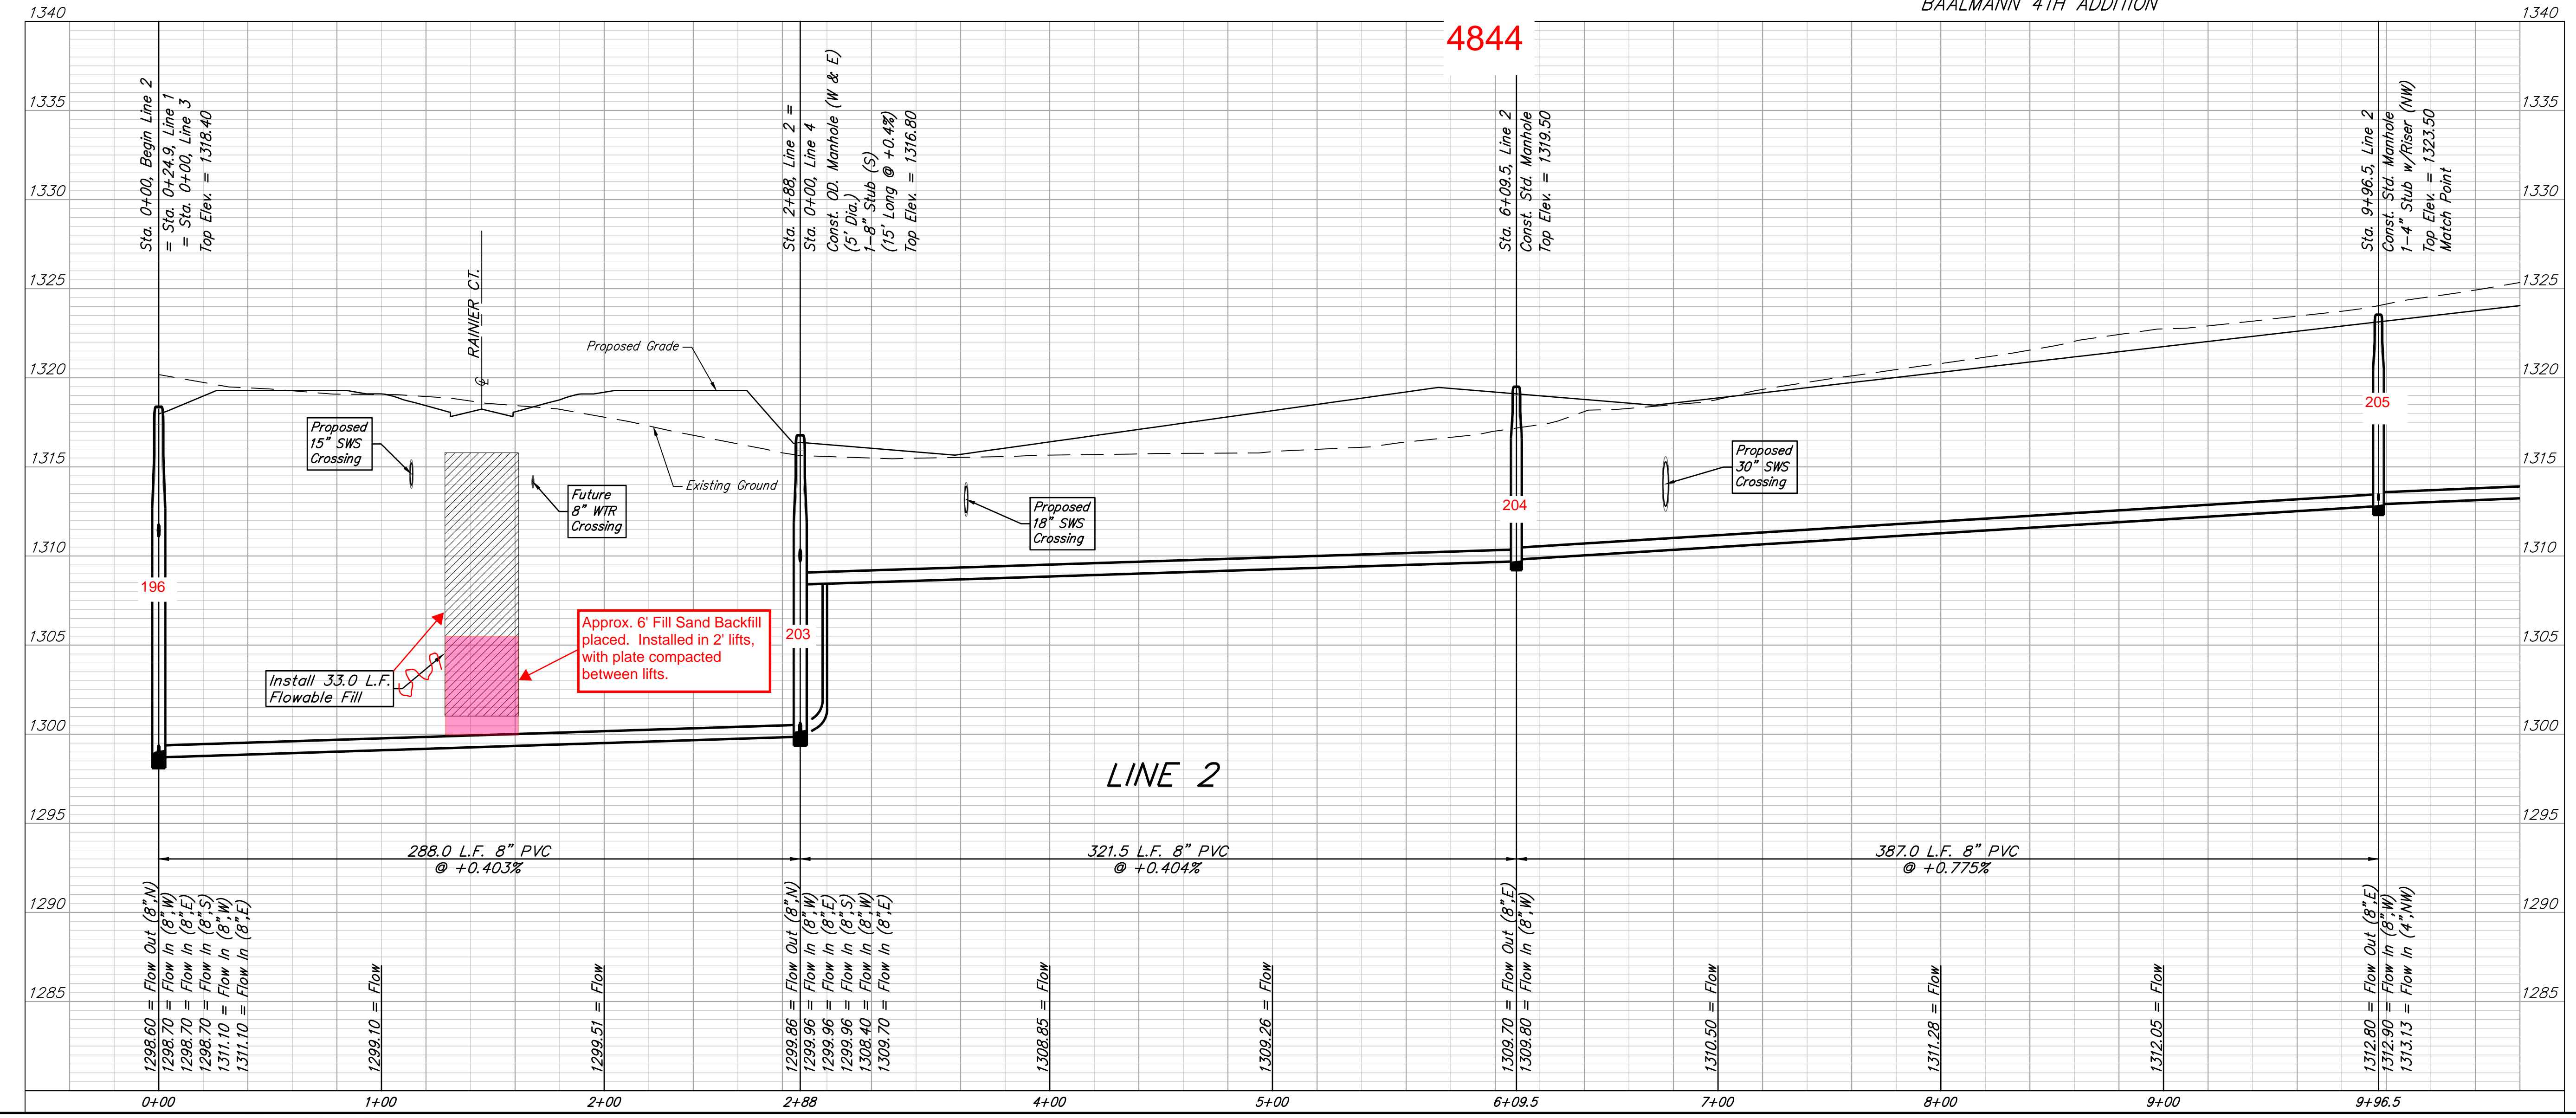 BAALMANN 4TH ADDITION
1340
1340
4844
1335
1335
1330
1330
1325
1325
1320
1320
1315
1315
1310
1310
1305
1305
1300
1300
1295
1295
1290
1290
1285
1285
Sta. 0+00, Begin Line 2
= Sta. 0+24.9, Line 1
= Sta. 0+00, Line 3
Top Elev. = 1318.40
RAINIER CT.
℄
Sta. 2+88, Line 2 =
Sta. 0+00, Line 4
Const. OD. Manhole (W & E)
(5' Dia.)
1-8" Stub (S)
(15' Long @ +0.4%)
Top Elev. = 1316.80
Sta. 6+09.5, Line 2
Const. Std. Manhole
Top Elev. = 1319.50
Sta. 9+96.5, Line 2
Const. Std. Manhole
1-4" Stub w/Riser (NW)
Top Elev. = 1323.50
Match Point
Proposed Grade
Existing Ground
Proposed
15" SWS
Crossing
Future
8" WTR
Crossing
Proposed
18" SWS
Crossing
Proposed
30" SWS
Crossing
196
203
204
205
Install 33.0 L.F.
Flowable Fill
Approx. 6' Fill Sand Backfill
placed. Installed in 2' lifts,
with plate compacted
between lifts.
LINE 2
288.0 L.F. 8" PVC
@ +0.403%
321.5 L.F. 8" PVC
@ +0.404%
387.0 L.F. 8" PVC
@ +0.775%
1298.60 = Flow Out (8",N)
1298.70 = Flow In (8",W)
1298.70 = Flow In (8",E)
1298.70 = Flow In (8",S)
1311.10 = Flow In (8",W)
1311.10 = Flow In (8",E)
1299.10 = Flow
1299.51 = Flow
1299.86 = Flow Out (8",N)
1299.96 = Flow In (8",W)
1299.96 = Flow In (8",E)
1299.96 = Flow In (8",S)
1308.40 = Flow In (8",W)
1309.70 = Flow In (8",E)
1308.85 = Flow
1309.26 = Flow
1309.70 = Flow Out (8",E)
1309.80 = Flow In (8",W)
1310.50 = Flow
1311.28 = Flow
1312.05 = Flow
1312.80 = Flow Out (8",E)
1312.90 = Flow In (8",W)
1313.13 = Flow In (4",NW)
0+00
1+00
2+00
2+88
4+00
5+00
6+09.5
7+00
8+00
9+00
9+96.5